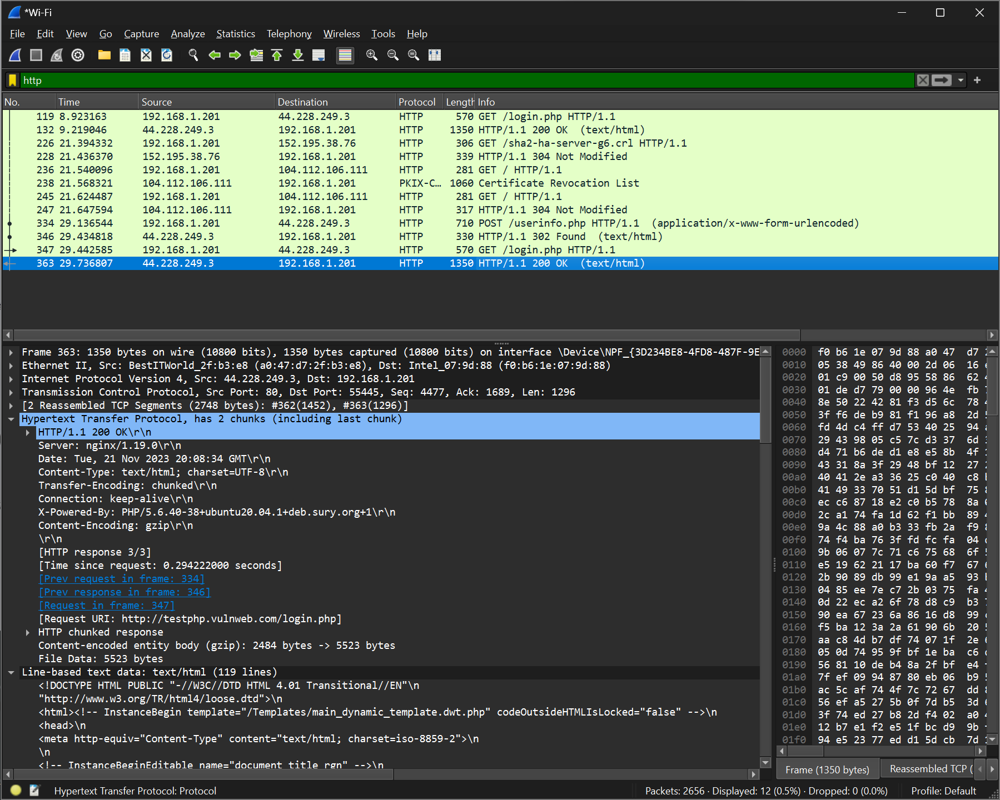 *Wi-Fi
File Edit View Go Capture Analyze Statistics Telephony Wireless Tools Help
http
No. Time Source Destination Protocol Length Info
119 8.923163 192.168.1.201 44.228.249.3 HTTP 570 GET /login.php HTTP/1.1
132 9.219046 44.228.249.3 192.168.1.201 HTTP 1350 HTTP/1.1 200 OK (text/html)
226 21.394332 192.168.1.201 152.195.38.76 HTTP 306 GET /sha2-ha-server-g6.crl HTTP/1.1
228 21.436370 152.195.38.76 192.168.1.201 HTTP 339 HTTP/1.1 304 Not Modified
236 21.540096 192.168.1.201 104.112.106.111 HTTP 281 GET / HTTP/1.1
238 21.568321 104.112.106.111 192.168.1.201 PKIX-C… 1060 Certificate Revocation List
245 21.624487 192.168.1.201 104.112.106.111 HTTP 281 GET / HTTP/1.1
247 21.647594 104.112.106.111 192.168.1.201 HTTP 317 HTTP/1.1 304 Not Modified
334 29.136544 192.168.1.201 44.228.249.3 HTTP 710 POST /userinfo.php HTTP/1.1 (application/x-www-form-urlencoded)
346 29.434818 44.228.249.3 192.168.1.201 HTTP 330 HTTP/1.1 302 Found (text/html)
347 29.442585 192.168.1.201 44.228.249.3 HTTP 570 GET /login.php HTTP/1.1
363 29.736807 44.228.249.3 192.168.1.201 HTTP 1350 HTTP/1.1 200 OK (text/html)
Frame 363: 1350 bytes on wire (10800 bits), 1350 bytes captured (10800 bits) on interface \Device\NPF_{3D234BE8-4FD8-487F-9E
Ethernet II, Src: BestITWorld_2f:b3:e8 (a0:47:d7:2f:b3:e8), Dst: Intel_07:9d:88 (f0:b6:1e:07:9d:88)
Internet Protocol Version 4, Src: 44.228.249.3, Dst: 192.168.1.201
Transmission Control Protocol, Src Port: 80, Dst Port: 55445, Seq: 4477, Ack: 1689, Len: 1296
[2 Reassembled TCP Segments (2748 bytes): #362(1452), #363(1296)]
Hypertext Transfer Protocol, has 2 chunks (including last chunk)
HTTP/1.1 200 OK\r\n
Server: nginx/1.19.0\r\n
Date: Tue, 21 Nov 2023 20:08:34 GMT\r\n
Content-Type: text/html; charset=UTF-8\r\n
Transfer-Encoding: chunked\r\n
Connection: keep-alive\r\n
X-Powered-By: PHP/5.6.40-38+ubuntu20.04.1+deb.sury.org+1\r\n
Content-Encoding: gzip\r\n
\r\n
[HTTP response 3/3]
[Time since request: 0.294222000 seconds]
[Prev request in frame: 334]
[Prev response in frame: 346]
[Request in frame: 347]
[Request URI: http://testphp.vulnweb.com/login.php]
HTTP chunked response
Content-encoded entity body (gzip): 2484 bytes -> 5523 bytes
File Data: 5523 bytes
Line-based text data: text/html (119 lines)
<!DOCTYPE HTML PUBLIC "-//W3C//DTD HTML 4.01 Transitional//EN"\n
"http://www.w3.org/TR/html4/loose.dtd">\n
<html><!-- InstanceBegin template="/Templates/main_dynamic_template.dwt.php" codeOutsideHTMLIsLocked="false" -->\n
<head>\n
<meta http-equiv="Content-Type" content="text/html; charset=iso-8859-2">\n
\n
<!-- InstanceBeginEditable name="document_title_rgn" -->\n
0000 f0 b6 1e 07 9d 88 a0 47 d7
0010 05 38 49 86 40 00 2d 06 16
0020 01 c9 00 50 d8 95 58 86 62
0030 01 de d7 79 00 00 96 4e fb
0040 8e 50 22 42 81 f3 d5 6c 78
0050 3f f6 de b9 81 f1 96 a8 2d
0060 fd 4d c4 ff d7 53 40 25 94
0070 29 43 98 05 c5 7c d3 37 6d
0080 d4 71 b6 de d1 e8 e5 8b 4f
0090 43 31 8a 3f 29 48 bf 12 27
00a0 40 41 2e a3 36 25 c0 40 c8
00b0 41 49 33 70 51 d1 5d bf 75
00c0 ec c6 87 18 e2 c0 b5 78 8a
00d0 2c a1 74 fa 1d 62 f1 bb 89
00e0 9a 4c 88 a0 b3 33 fb 2a f9
00f0 74 f4 ba 76 3f fd fc fa 04
0100 9b 06 07 7c 71 c6 75 68 6f
0110 e5 19 62 21 17 ba 60 f7 67
0120 2b 90 89 db 99 e1 9a a5 93
0130 04 85 ee 7e c7 2b 03 75 fa
0140 0d 22 ec a2 6f 78 d8 c9 b3
0150 90 ea 67 23 6a 86 16 d8 99
0160 f5 ba 12 3a 2a 61 90 6b 20
0170 aa c8 4d b7 df 74 07 1f 2e
0180 05 0d 74 95 9f bf 1e ba c6
0190 56 81 10 de b4 8a 2f bf e4
01a0 7f ef 09 94 87 80 eb 06 b9
01b0 ac 5c af 74 4f 7c 72 67 dd
01c0 56 ef a5 27 5b 0f 7d b5 3d
01d0 3f 74 ed 27 b8 2d f4 02 a0
01e0 12 b7 e1 f2 e5 1f bc d9 9b
01f0 94 e5 23 77 ed d1 5d cb 7d
Frame (1350 bytes) Reassembled TCP (
Hypertext Transfer Protocol: Protocol
Packets: 2656 · Displayed: 12 (0.5%) · Dropped: 0 (0.0%) Profile: Default